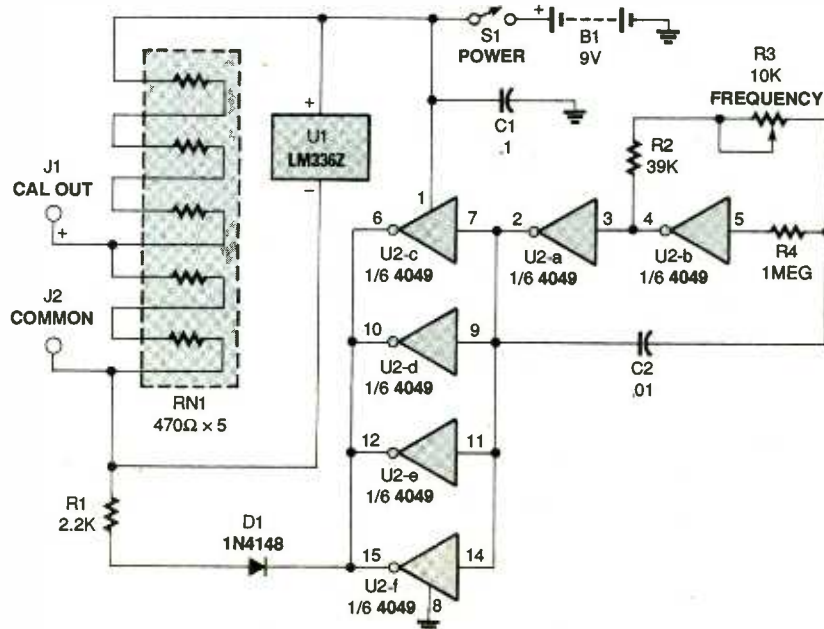 S1
POWER
+
B1
9V
R3
10K
FREQUENCY
C1
.1
R2
39K
+
U1
LM336Z
−
J1
CAL OUT
+
J2
COMMON
RN1
470Ω × 5
1
6
7
U2-c
1/6 4049
2
3
U2-a
1/6 4049
4
5
U2-b
1/6 4049
R4
1MEG
10
9
U2-d
1/6 4049
C2
.01
12
11
U2-e
1/6 4049
R1
2.2K
D1
1N4148
15
14
U2-f
1/6 4049
8